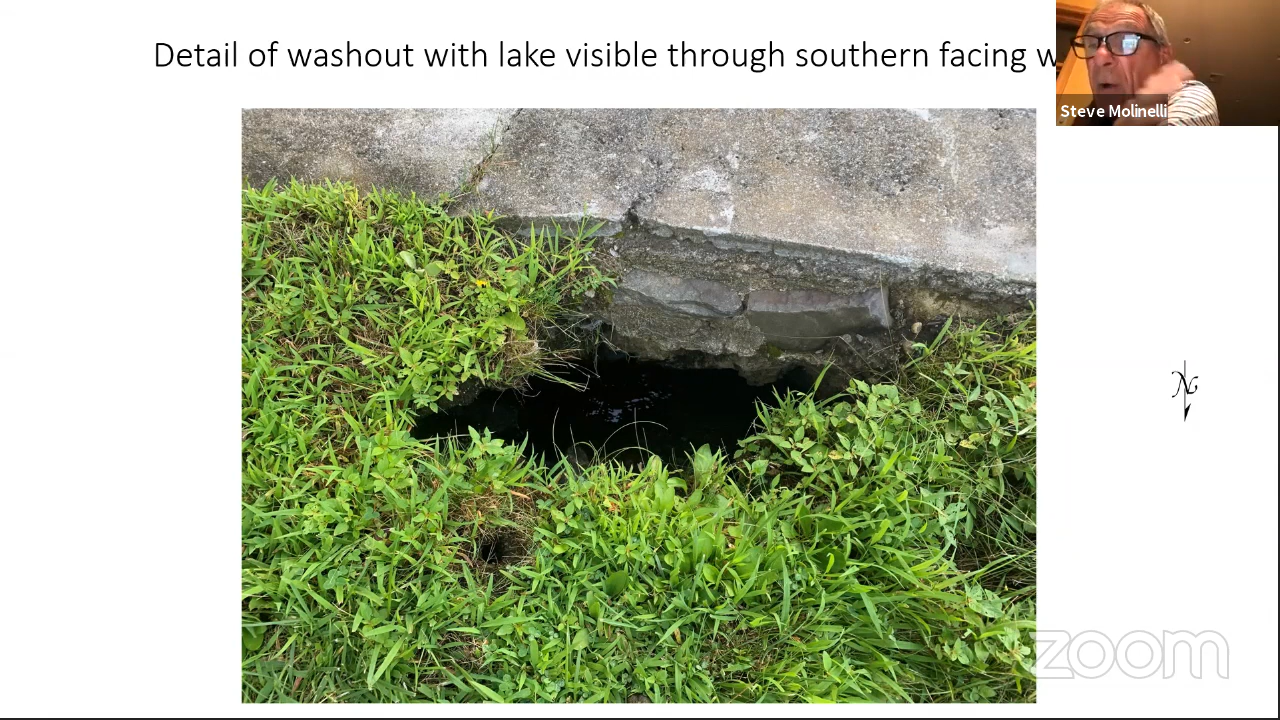 Detail of washout with lake visible through southern facing w
Steve Molinelli
N
zoom